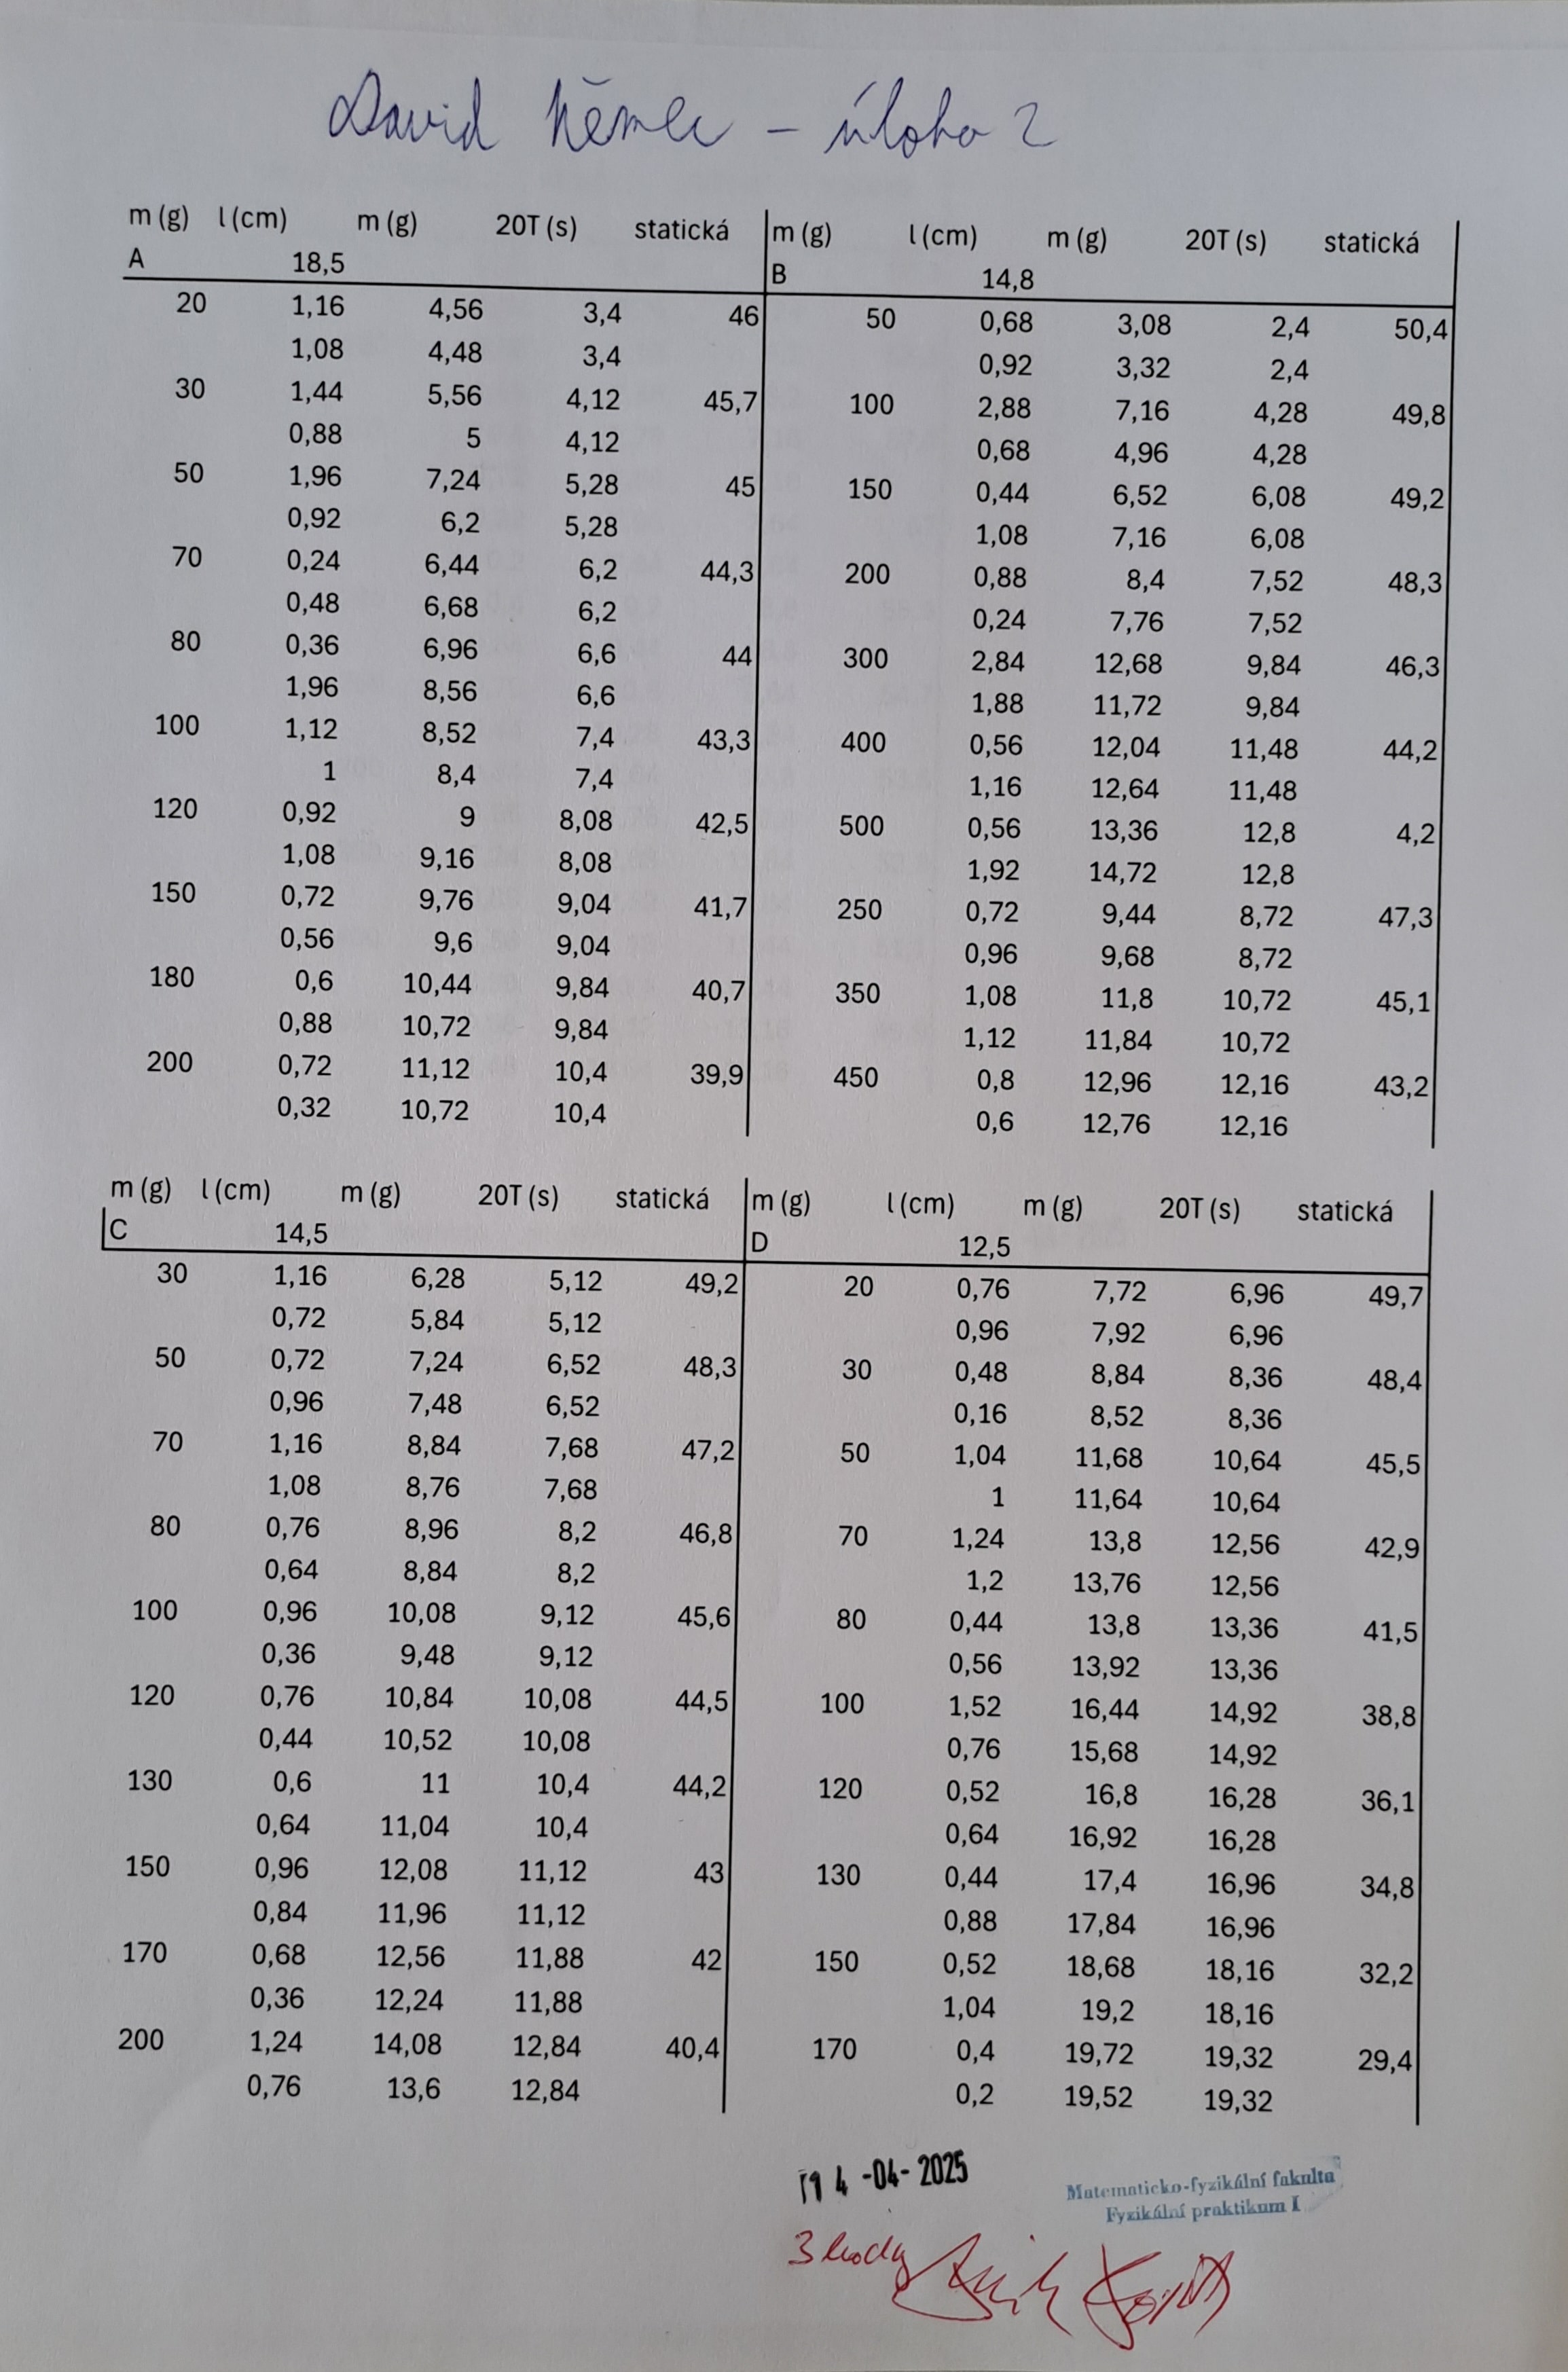 David Němec - úloha 2
m (g) l (cm) m (g) 20T (s) statická m (g) l (cm) m (g) 20T (s) statická
A 18,5 B 14,8
20 1,16 4,56 3,4 46 50 0,68 3,08 2,4 50,4
1,08 4,48 3,4 0,92 3,32 2,4
30 1,44 5,56 4,12 45,7 100 2,88 7,16 4,28 49,8
0,88 5 4,12 0,68 4,96 4,28
50 1,96 7,24 5,28 45 150 0,44 6,52 6,08 49,2
0,92 6,2 5,28 1,08 7,16 6,08
70 0,24 6,44 6,2 44,3 200 0,88 8,4 7,52 48,3
0,48 6,68 6,2 0,24 7,76 7,52
80 0,36 6,96 6,6 44 300 2,84 12,68 9,84 46,3
1,96 8,56 6,6 1,88 11,72 9,84
100 1,12 8,52 7,4 43,3 400 0,56 12,04 11,48 44,2
1 8,4 7,4 1,16 12,64 11,48
120 0,92 9 8,08 42,5 500 0,56 13,36 12,8 4,2
1,08 9,16 8,08 1,92 14,72 12,8
150 0,72 9,76 9,04 41,7 250 0,72 9,44 8,72 47,3
0,56 9,6 9,04 0,96 9,68 8,72
180 0,6 10,44 9,84 40,7 350 1,08 11,8 10,72 45,1
0,88 10,72 9,84 1,12 11,84 10,72
200 0,72 11,12 10,4 39,9 450 0,8 12,96 12,16 43,2
0,32 10,72 10,4 0,6 12,76 12,16
m (g) l (cm) m (g) 20T (s) statická m (g) l (cm) m (g) 20T (s) statická
C 14,5 D 12,5
30 1,16 6,28 5,12 49,2 20 0,76 7,72 6,96 49,7
0,72 5,84 5,12 0,96 7,92 6,96
50 0,72 7,24 6,52 48,3 30 0,48 8,84 8,36 48,4
0,96 7,48 6,52 0,16 8,52 8,36
70 1,16 8,84 7,68 47,2 50 1,04 11,68 10,64 45,5
1,08 8,76 7,68 1 11,64 10,64
80 0,76 8,96 8,2 46,8 70 1,24 13,8 12,56 42,9
0,64 8,84 8,2 1,2 13,76 12,56
100 0,96 10,08 9,12 45,6 80 0,44 13,8 13,36 41,5
0,36 9,48 9,12 0,56 13,92 13,36
120 0,76 10,84 10,08 44,5 100 1,52 16,44 14,92 38,8
0,44 10,52 10,08 0,76 15,68 14,92
130 0,6 11 10,4 44,2 120 0,52 16,8 16,28 36,1
0,64 11,04 10,4 0,64 16,92 16,28
150 0,96 12,08 11,12 43 130 0,44 17,4 16,96 34,8
0,84 11,96 11,12 0,88 17,84 16,96
170 0,68 12,56 11,88 42 150 0,52 18,68 18,16 32,2
0,36 12,24 11,88 1,04 19,2 18,16
200 1,24 14,08 12,84 40,4 170 0,4 19,72 19,32 29,4
0,76 13,6 12,84 0,2 19,52 19,32
14 -04- 2025
Matematicko-fyzikální fakulta
Fyzikální praktikum I
3 body